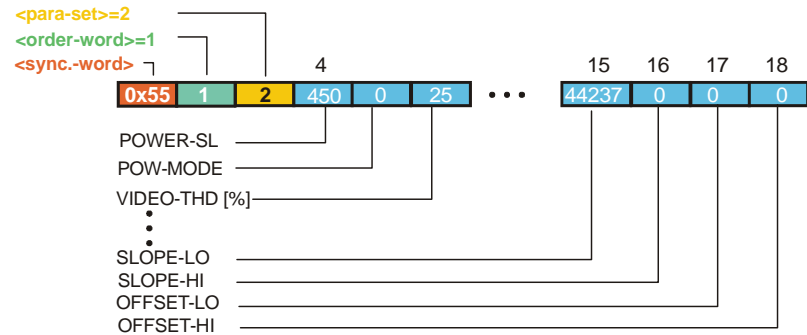 <para-set>=2
<order-word>=1
<sync.-word>
4 15 16 17 18
0x55 1 2 450 0 25 • • • 44237 0 0 0
POWER-SL
POW-MODE
VIDEO-THD [%]
SLOPE-LO
SLOPE-HI
OFFSET-LO
OFFSET-HI